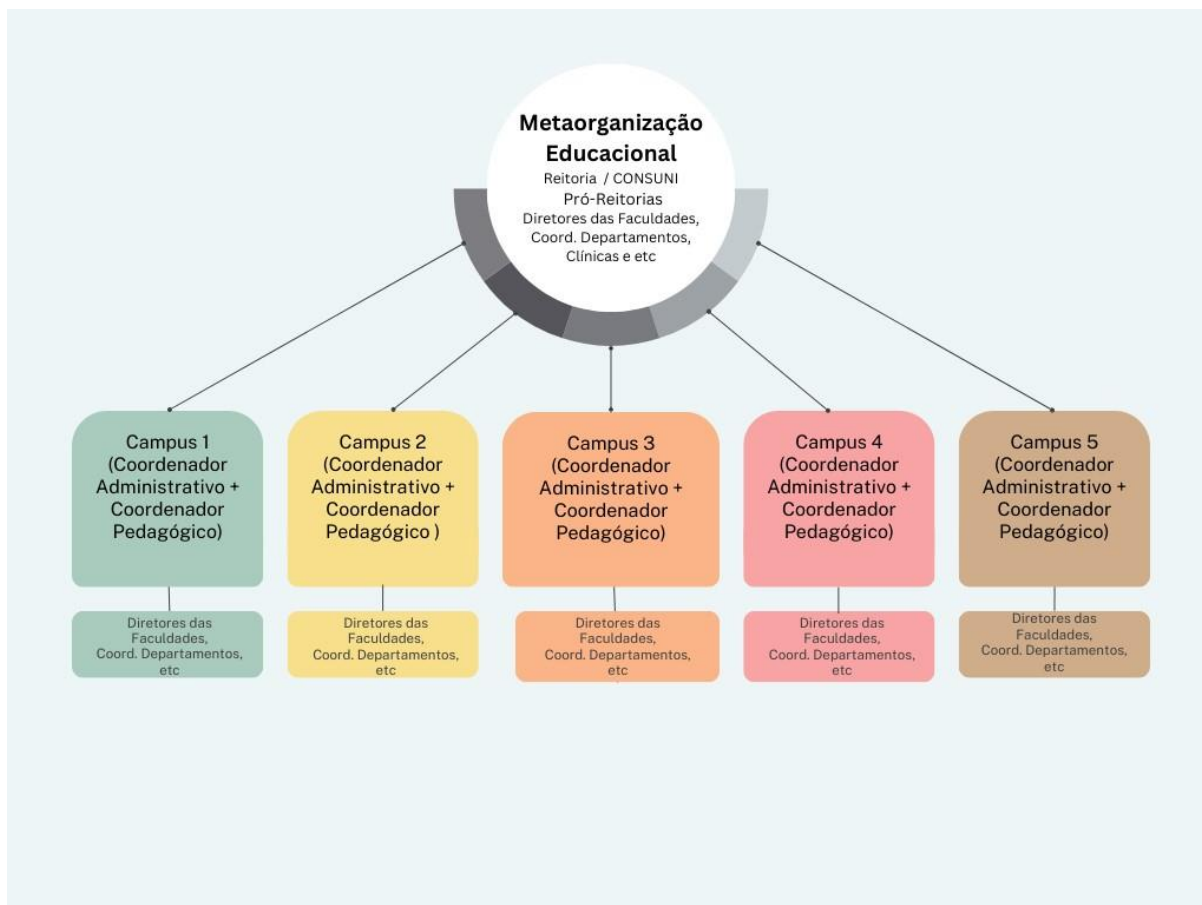 Metaorganização
Educacional
Reitoria / CONSUNI
Pró-Reitorias
Diretores das Faculdades,
Coord. Departamentos,
Clínicas e etc
Campus 1
(Coordenador
Administrativo +
Coordenador
Pedagógico)
Campus 2
(Coordenador
Administrativo +
Coordenador
Pedagógico )
Campus 3
(Coordenador
Administrativo +
Coordenador
Pedagógico)
Campus 4
(Coordenador
Administrativo +
Coordenador
Pedagógico)
Campus 5
(Coordenador
Administrativo +
Coordenador
Pedagógico)
Diretores das
Faculdades,
Coord. Departamentos,
etc
Diretores das
Faculdades,
Coord. Departamentos,
etc
Diretores das
Faculdades,
Coord. Departamentos,
etc
Diretores das
Faculdades,
Coord. Departamentos,
etc
Diretores das
Faculdades,
Coord. Departamentos,
etc